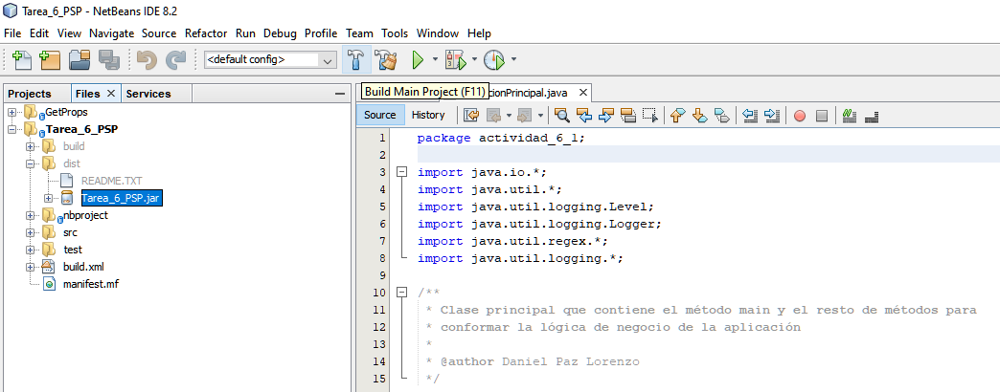 Tarea_6_PSP - NetBeans IDE 8.2
File Edit View Navigate Source Refactor Run Debug Profile Team Tools Window Help
<default config>
Projects Files Services
Build Main Project (F11) cionPrincipal.java
Source History
GetProps
Tarea_6_PSP
build
dist
README.TXT
Tarea_6_PSP.jar
nbproject
src
test
build.xml
manifest.mf
1 package actividad_6_1;
2
3 import java.io.*;
4 import java.util.*;
5 import java.util.logging.Level;
6 import java.util.logging.Logger;
7 import java.util.regex.*;
8 import java.util.logging.*;
9
10 /**
11 * Clase principal que contiene el método main y el resto de métodos para
12 * conformar la lógica de negocio de la aplicación
13 *
14 * @author Daniel Paz Lorenzo
15 */